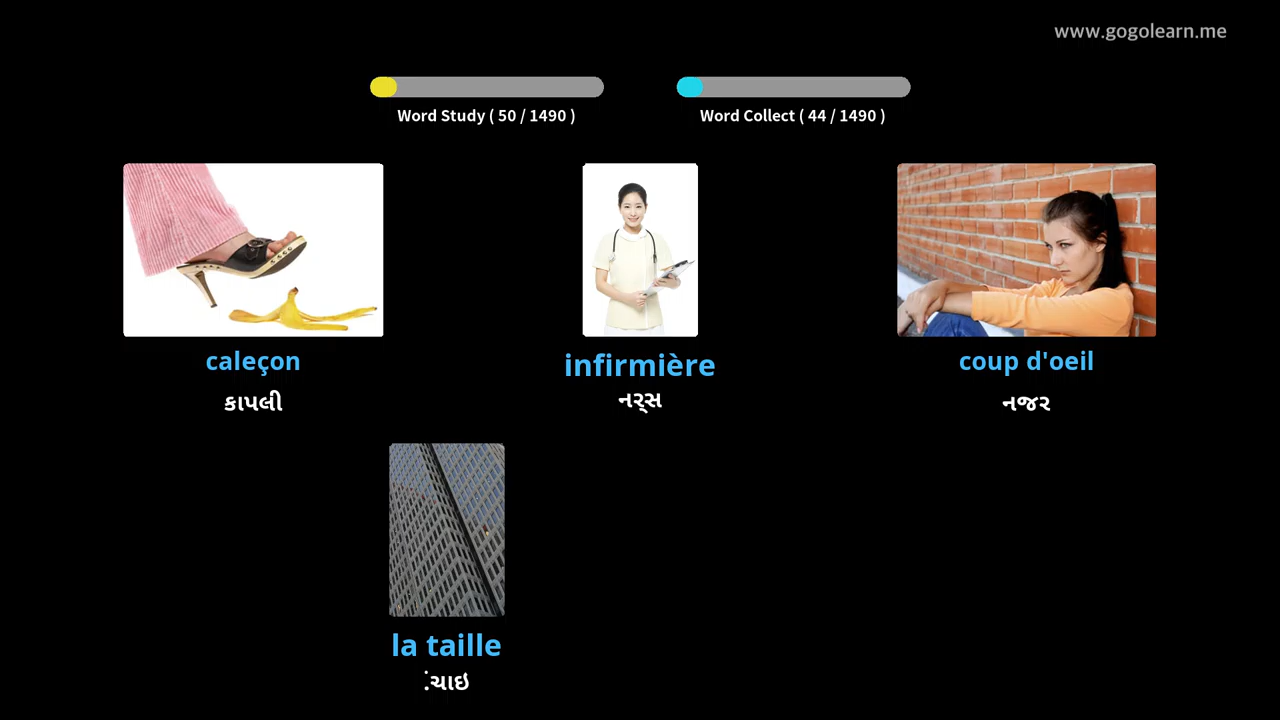 www.gogolearn.me
Word Study ( 50 / 1490 )
Word Collect ( 44 / 1490 )
caleçon
infirmière
coup d'oeil
કાપલી
નર્સ
નજર
la taille
ંચાઇ